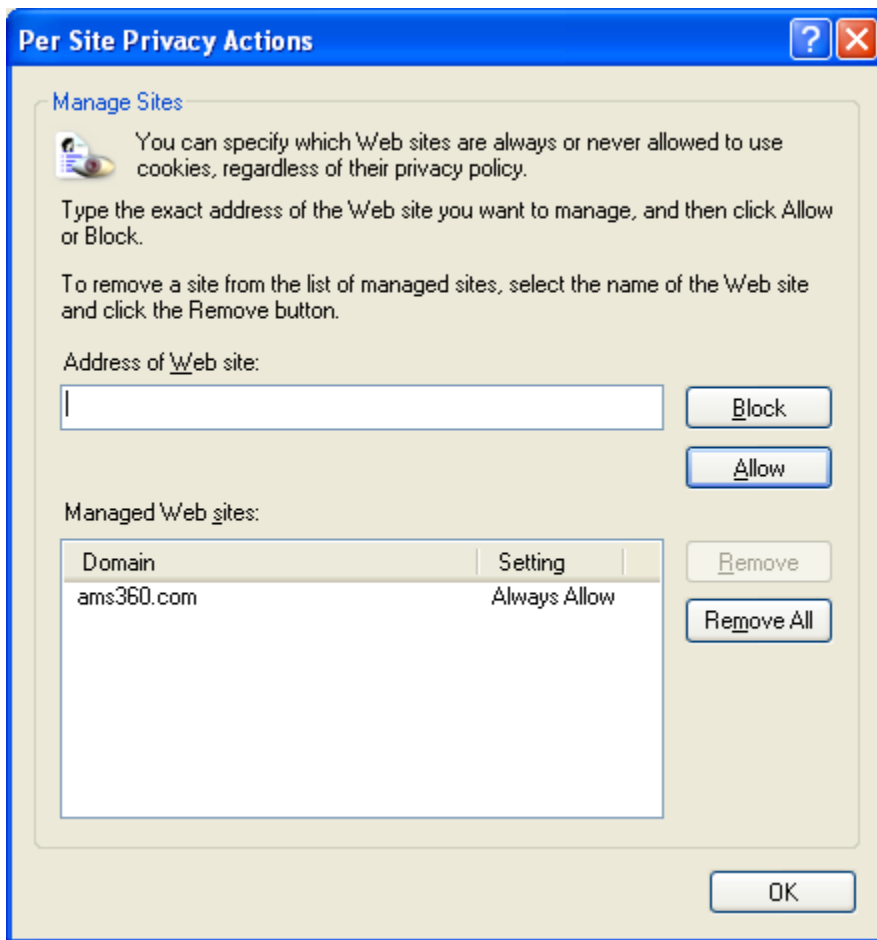 Per Site Privacy Actions
?
Manage Sites
You can specify which Web sites are always or never allowed to use
cookies, regardless of their privacy policy.
Type the exact address of the Web site you want to manage, and then click Allow
or Block.
To remove a site from the list of managed sites, select the name of the Web site
and click the Remove button.
Address of Web site:
Block
Allow
Managed Web sites:
Domain Setting
Remove
ams360.com Always Allow
Remove All
OK